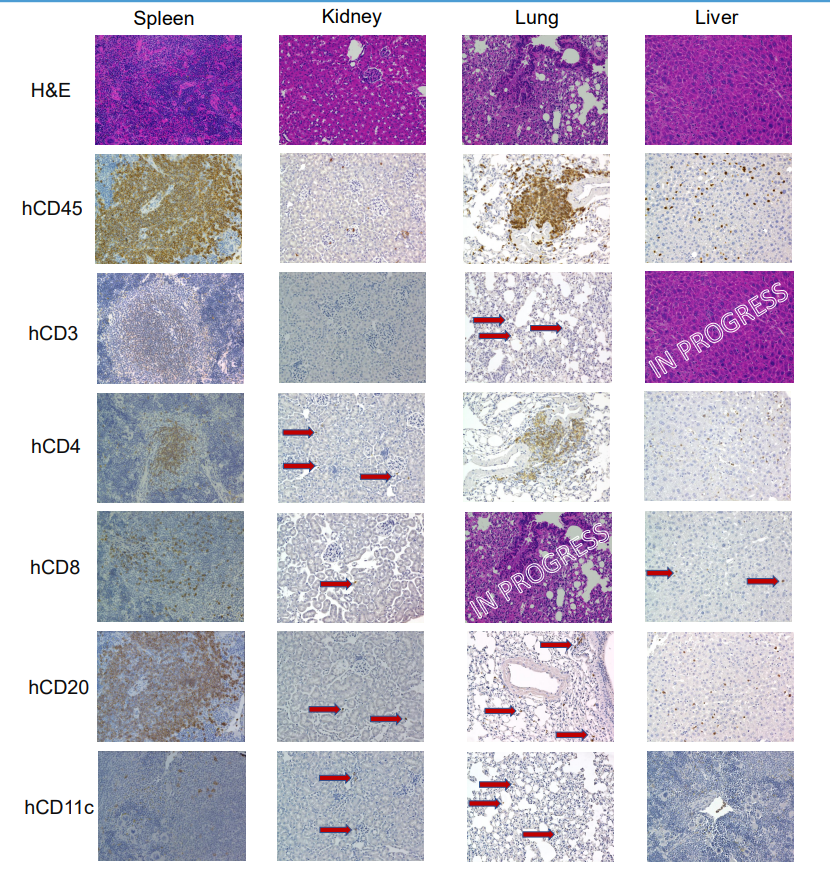 Spleen Kidney Lung Liver
H&E
hCD45
hCD3
IN PROGRESS
hCD4
hCD8
IN PROGRESS
hCD20
hCD11c